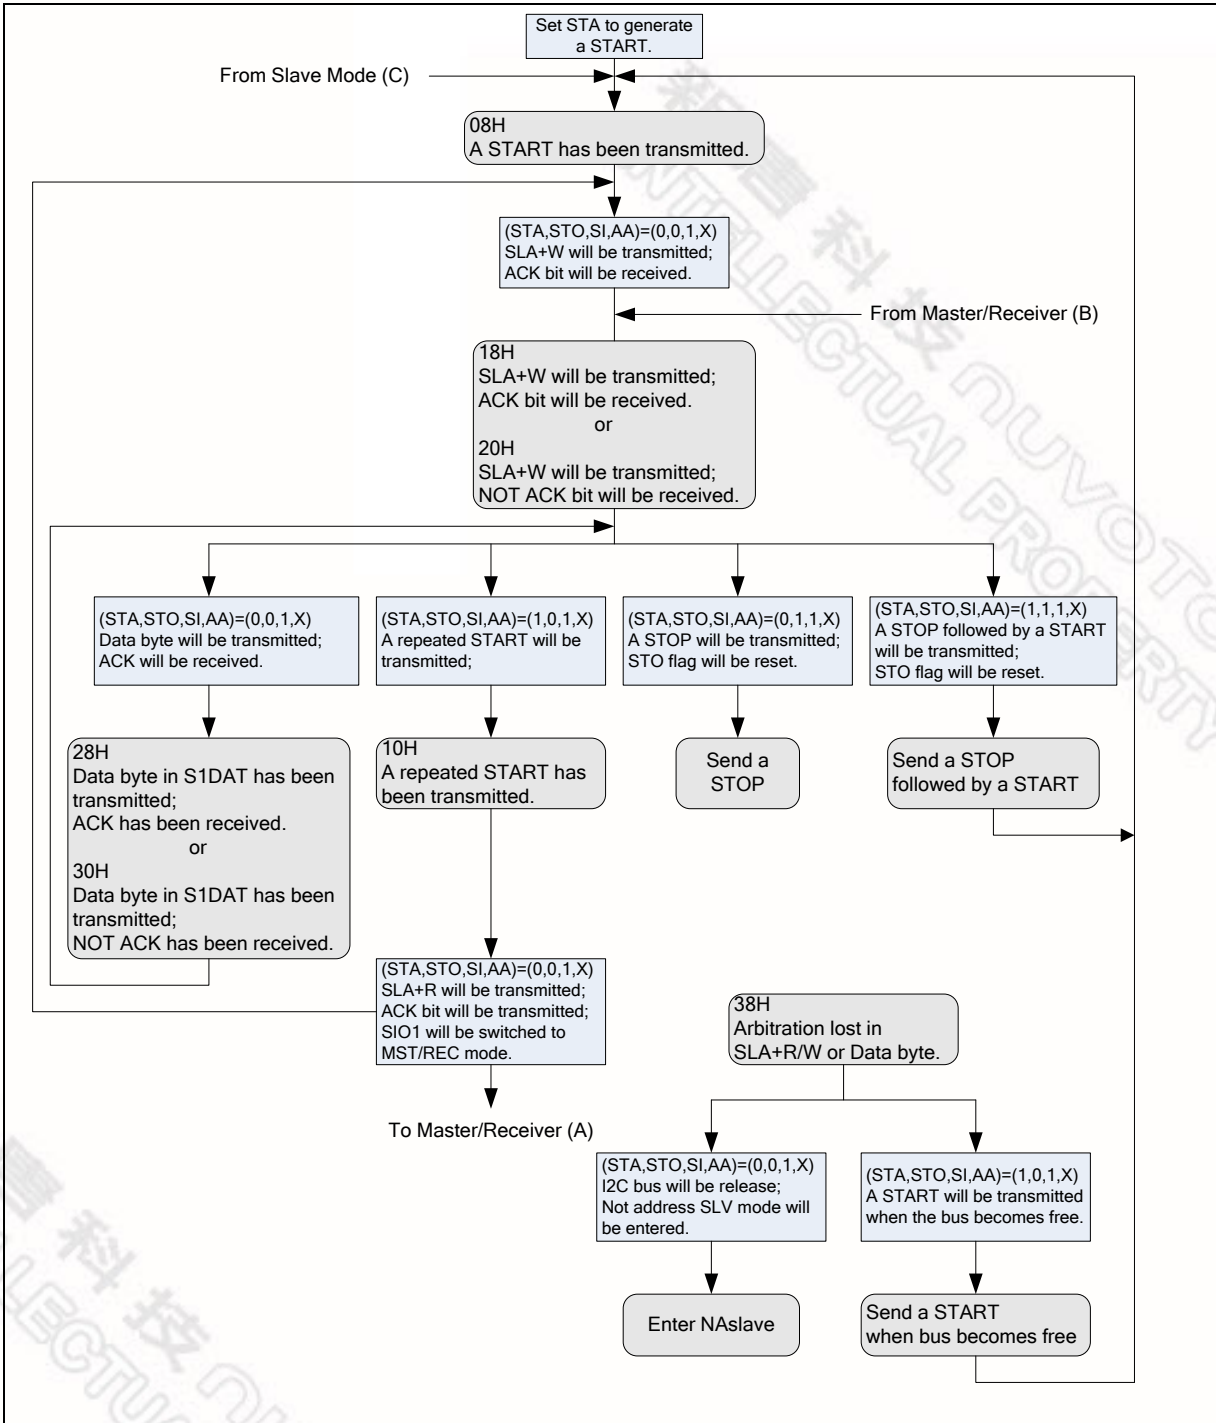 Set STA to generate
a START.
From Slave Mode (C)
08H
A START has been transmitted.
(STA,STO,SI,AA)=(0,0,1,X)
SLA+W will be transmitted;
ACK bit will be received.
From Master/Receiver (B)
18H
SLA+W will be transmitted;
ACK bit will be received.
or
20H
SLA+W will be transmitted;
NOT ACK bit will be received.
(STA,STO,SI,AA)=(0,0,1,X)
Data byte will be transmitted;
ACK will be received.
(STA,STO,SI,AA)=(1,0,1,X)
A repeated START will be
transmitted;
(STA,STO,SI,AA)=(0,1,1,X)
A STOP will be transmitted;
STO flag will be reset.
(STA,STO,SI,AA)=(1,1,1,X)
A STOP followed by a START
will be transmitted;
STO flag will be reset.
28H
Data byte in S1DAT has been
transmitted;
ACK has been received.
or
30H
Data byte in S1DAT has been
transmitted;
NOT ACK has been received.
10H
A repeated START has
been transmitted.
Send a
STOP
Send a STOP
followed by a START
(STA,STO,SI,AA)=(0,0,1,X)
SLA+R will be transmitted;
ACK bit will be transmitted;
SIO1 will be switched to
MST/REC mode.
To Master/Receiver (A)
38H
Arbitration lost in
SLA+R/W or Data byte.
(STA,STO,SI,AA)=(0,0,1,X)
I2C bus will be release;
Not address SLV mode will
be entered.
(STA,STO,SI,AA)=(1,0,1,X)
A START will be transmitted
when the bus becomes free.
Enter NAslave
Send a START
when bus becomes free
科技 nuvoTo
INTELLECTUAL PROPERTY
科技